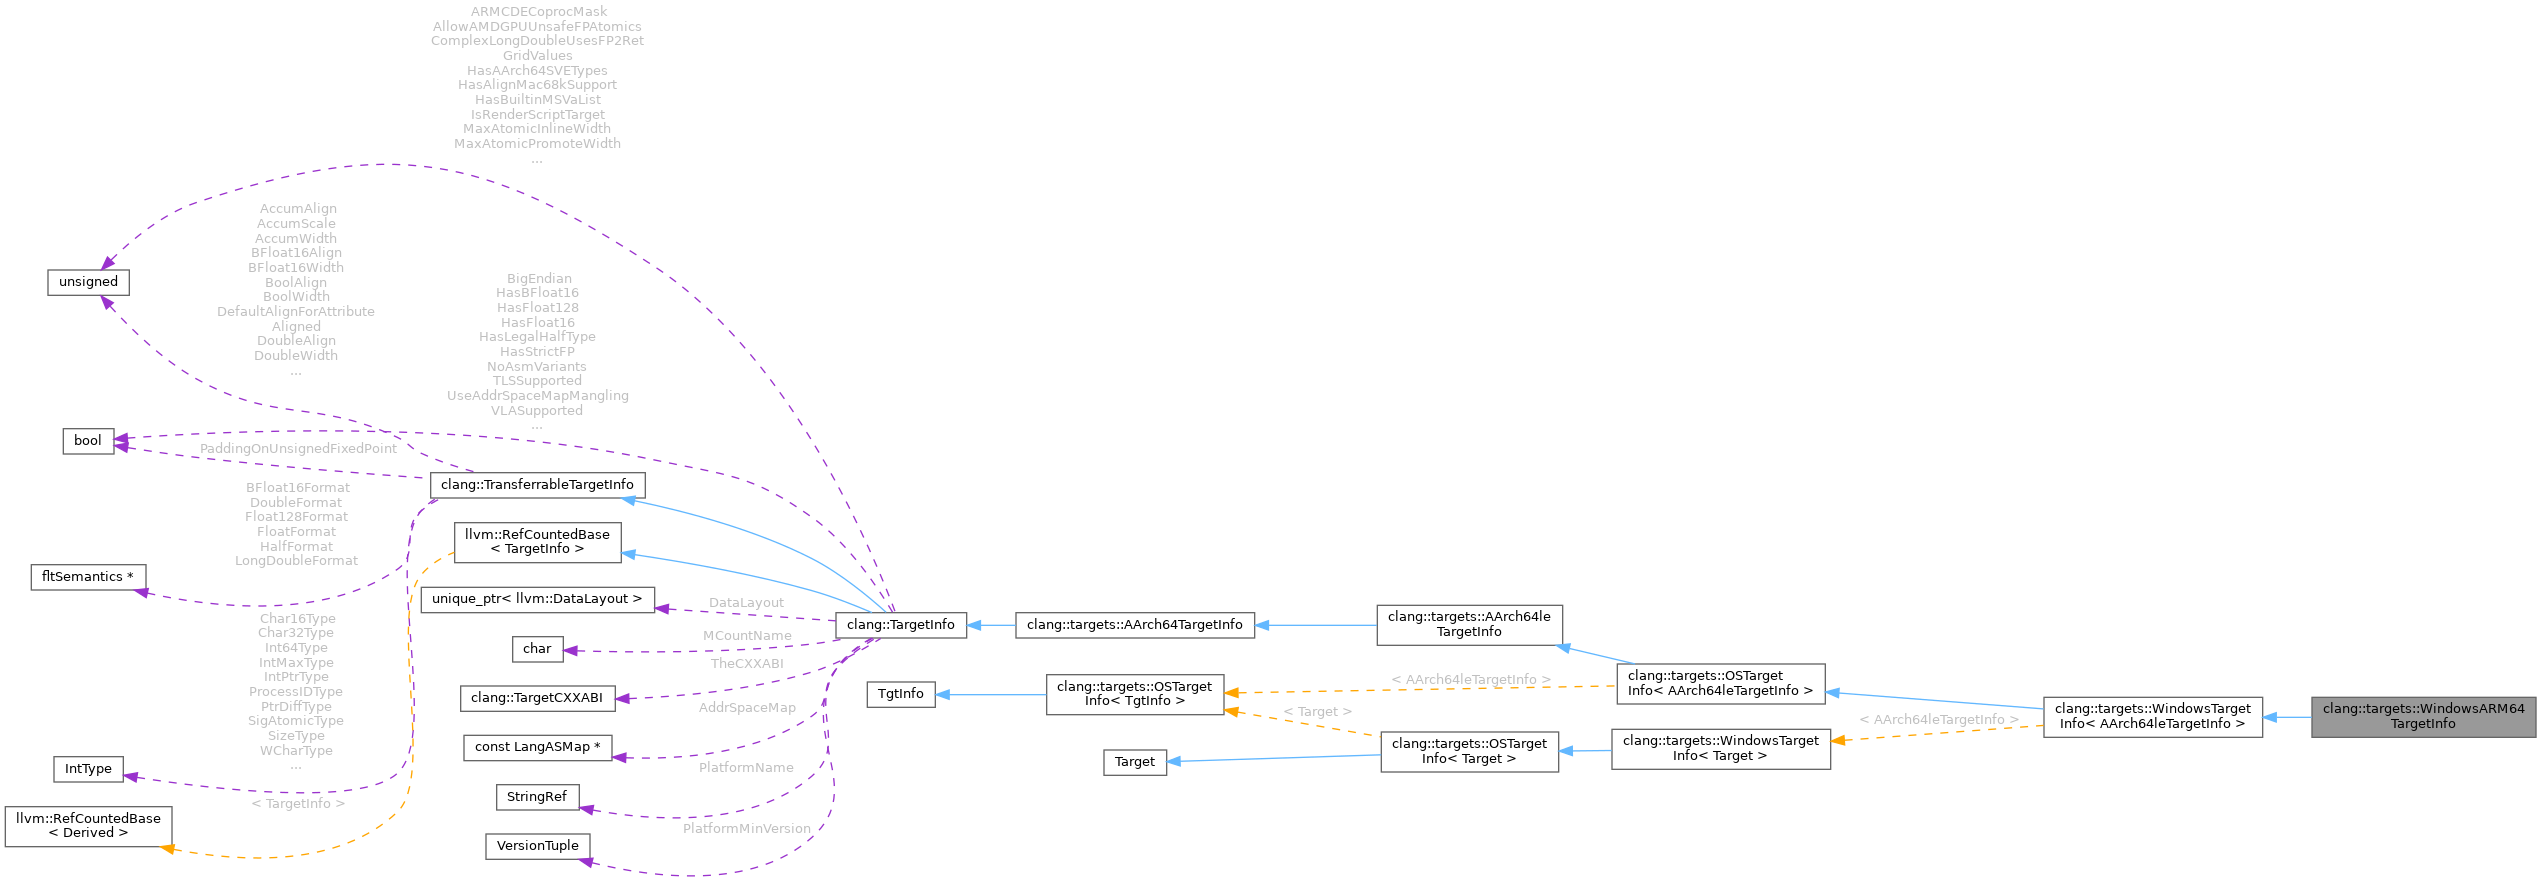 ARMCDECoprocMask
AllowAMDGPUUnsafeFPAtomics
ComplexLongDoubleUsesFP2Ret
GridValues
HasAArch64SVETypes
HasAlignMac68kSupport
HasBuiltinMSVaList
IsRenderScriptTarget
MaxAtomicInlineWidth
MaxAtomicPromoteWidth
...
AccumAlign
AccumScale
AccumWidth
BFloat16Align
BFloat16Width
BoolAlign
BoolWidth
DefaultAlignForAttribute
Aligned
DoubleAlign
DoubleWidth
...
unsigned
BigEndian
HasBFloat16
HasFloat128
HasFloat16
HasLegalHalfType
HasStrictFP
NoAsmVariants
TLSSupported
UseAddrSpaceMapMangling
VLASupported
...
bool
PaddingOnUnsignedFixedPoint
clang::TransferrableTargetInfo
BFloat16Format
DoubleFormat
Float128Format
FloatFormat
HalfFormat
LongDoubleFormat
llvm::RefCountedBase
< TargetInfo >
fltSemantics *
unique_ptr< llvm::DataLayout >
DataLayout
Char16Type
Char32Type
Int64Type
IntMaxType
IntPtrType
ProcessIDType
PtrDiffType
SigAtomicType
SizeType
WCharType
...
char
MCountName
TheCXXABI
clang::TargetInfo
clang::targets::AArch64TargetInfo
clang::targets::AArch64le
TargetInfo
clang::TargetCXXABI
AddrSpaceMap
TgtInfo
clang::targets::OSTarget
Info< TgtInfo >
< AArch64leTargetInfo >
< Target >
clang::targets::OSTarget
Info< AArch64leTargetInfo >
clang::targets::WindowsTarget
Info< AArch64leTargetInfo >
clang::targets::WindowsARM64
TargetInfo
< AArch64leTargetInfo >
const LangASMap *
PlatformName
Target
clang::targets::OSTarget
Info< Target >
clang::targets::WindowsTarget
Info< Target >
IntType
< TargetInfo >
StringRef
PlatformMinVersion
llvm::RefCountedBase
< Derived >
VersionTuple